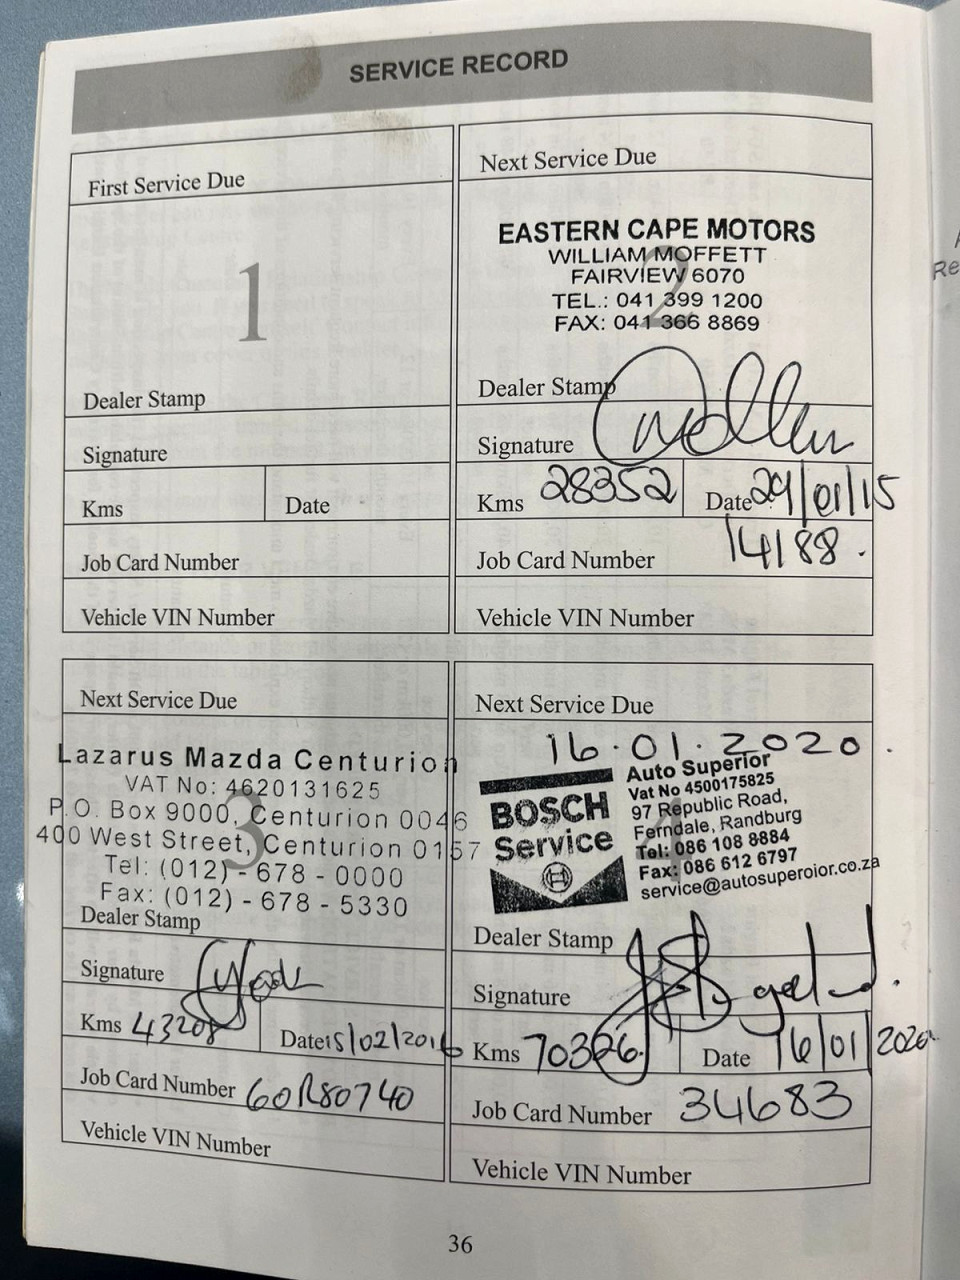 SERVICE RECORD
First Service Due
1
Dealer Stamp
Signature
Kms
Date
Job Card Number
Vehicle VIN Number
Next Service Due
EASTERN CAPE MOTORS
WILLIAM MOFFETT
FAIRVIEW 6070
TEL.: 041 399 1200
FAX: 041 366 8869
2
Dealer Stamp
Signature
Kms 28352 Date 29/01/15
Job Card Number 14188.
Vehicle VIN Number
Next Service Due
Lazarus Mazda Centurion
VAT No: 4620131625
P.O. Box 9000, Centurion 0046
400 West Street, Centurion 0157
Tel: (012) - 678 - 0000
Fax: (012) - 678 - 5330
3
Dealer Stamp
Signature
Kms 43208 Date 15/02/2016
Job Card Number 60R80740
Vehicle VIN Number
Next Service Due
16.01.2020.
BOSCH
Service
Auto Superior
Vat No 4500175825
97 Republic Road,
Ferndale, Randburg
Tel: 086 108 8884
Fax: 086 612 6797
service@autosuperoior.co.za
4
Dealer Stamp
Signature
Kms 70326 Date 16/01/2020
Job Card Number 34683
Vehicle VIN Number
36